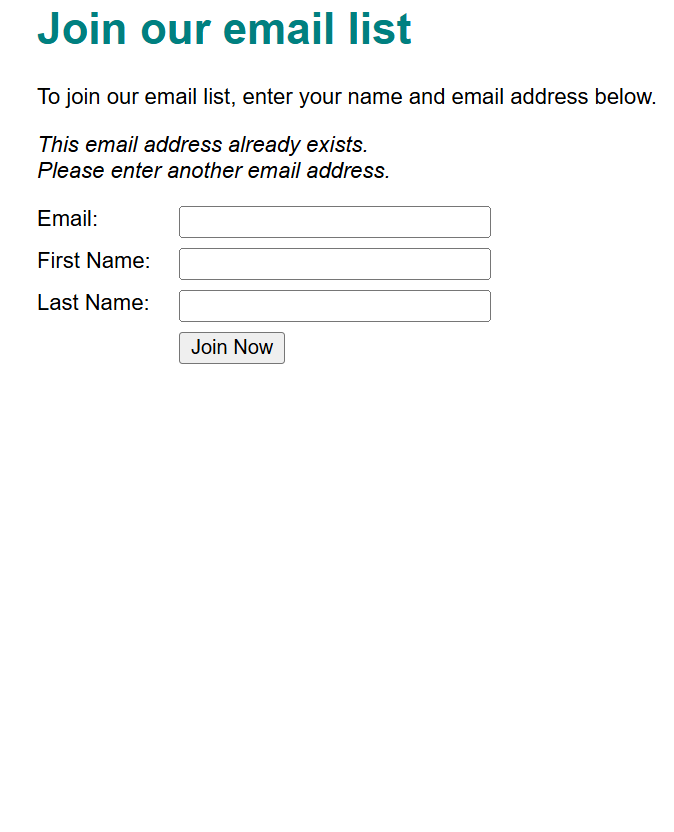 Join our email list
To join our email list, enter your name and email address below.
This email address already exists.
Please enter another email address.
Email:
First Name:
Last Name:
Join Now